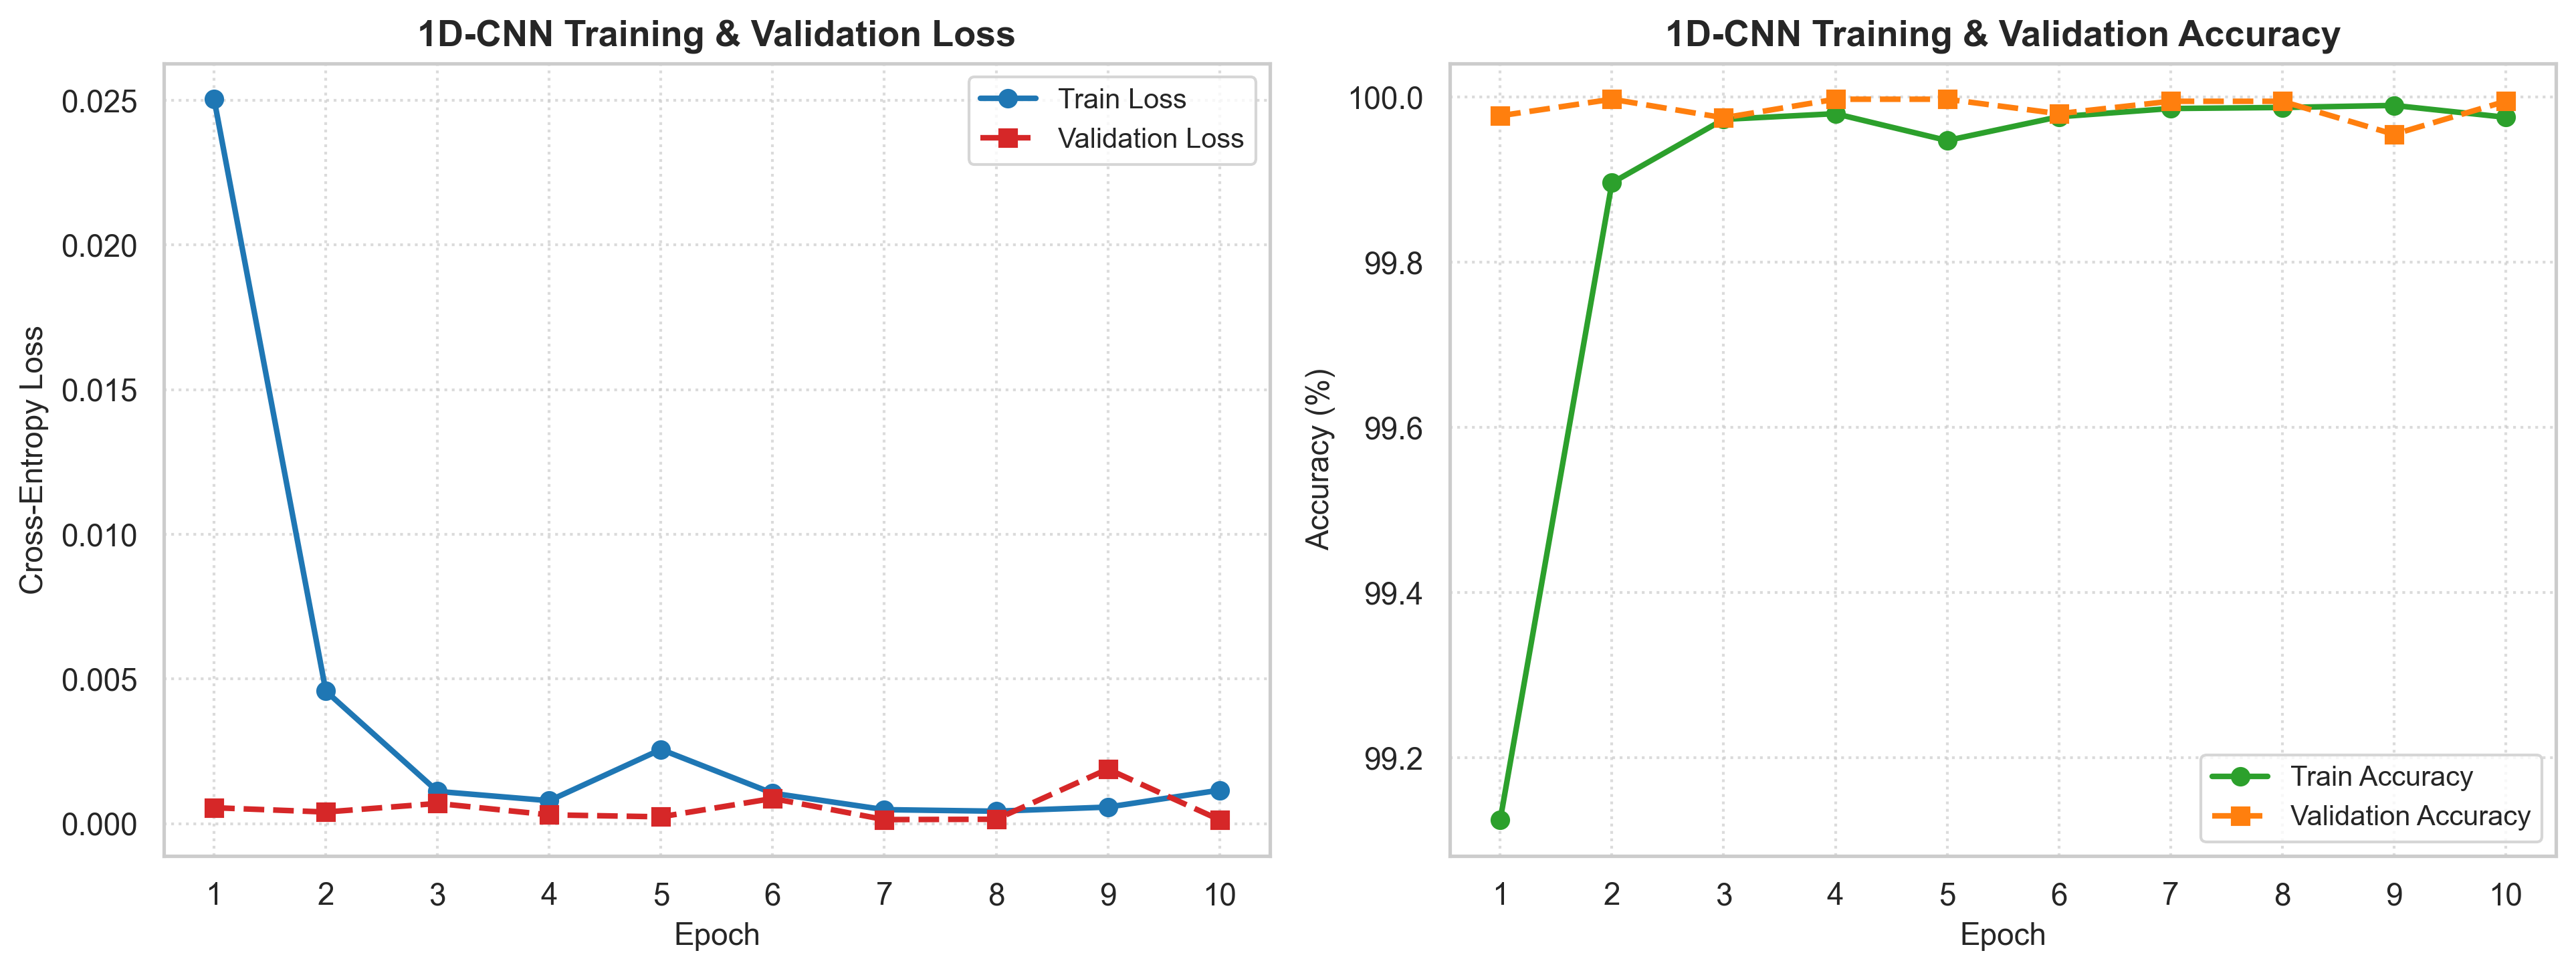 1D-CNN Training & Validation Loss
Cross-Entropy Loss
0.025
0.020
0.015
0.010
0.005
0.000
Train Loss
Validation Loss
1 2 3 4 5 6 7 8 9 10
Epoch
1D-CNN Training & Validation Accuracy
Accuracy (%)
100.0
99.8
99.6
99.4
99.2
Train Accuracy
Validation Accuracy
1 2 3 4 5 6 7 8 9 10
Epoch